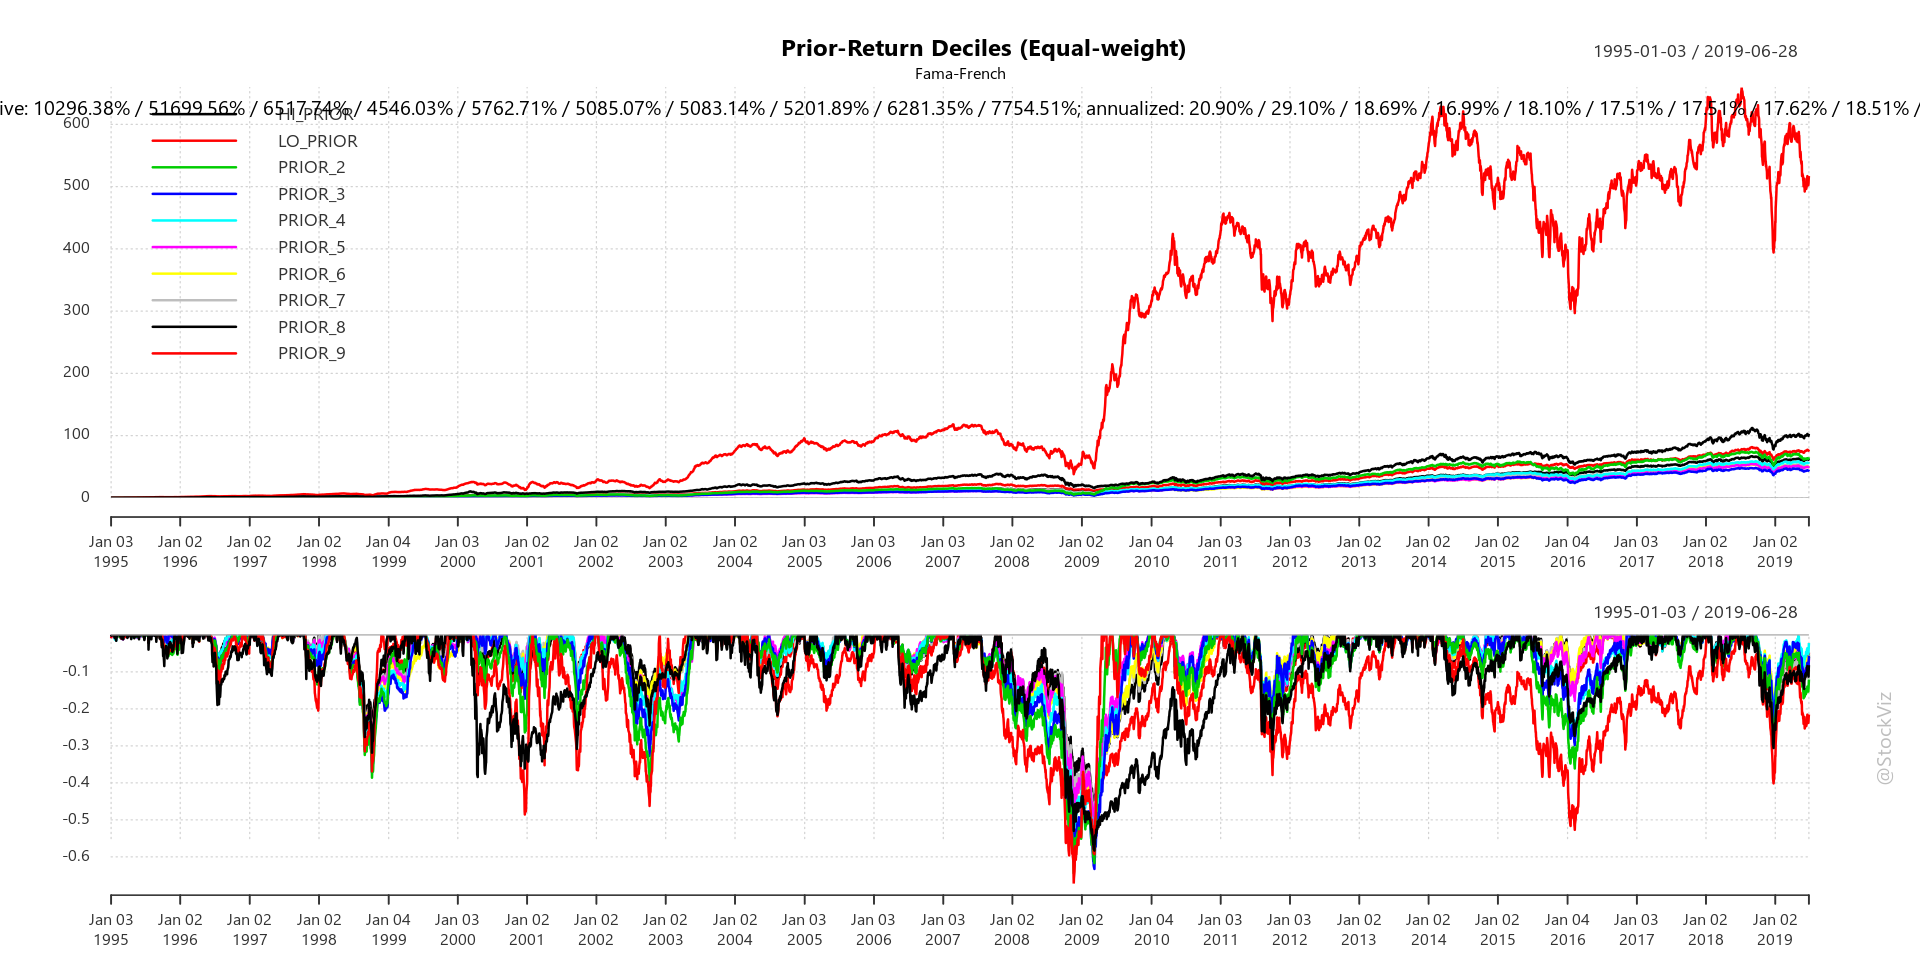 Prior-Return Deciles (Equal-weight)
1995-01-03 / 2019-06-28
Fama-French
ive: 10296.38% / 51699.56% / 6517.74% / 4546.03% / 5762.71% / 5085.07% / 5083.14% / 5201.89% / 6281.35% / 7754.51%; annualized: 20.90% / 29.10% / 18.69% / 16.99% / 18.10% / 17.51% / 17.51% / 17.62% / 18.51% /
HI_PRIOR
LO_PRIOR
PRIOR_2
PRIOR_3
PRIOR_4
PRIOR_5
PRIOR_6
PRIOR_7
PRIOR_8
PRIOR_9
600
500
400
300
200
100
0
Jan 03 Jan 02 Jan 02 Jan 02 Jan 04 Jan 03 Jan 02 Jan 02 Jan 02 Jan 02 Jan 03 Jan 03 Jan 03 Jan 02 Jan 02 Jan 04 Jan 03 Jan 03 Jan 02 Jan 02 Jan 02 Jan 04 Jan 03 Jan 02 Jan 02
1995 1996 1997 1998 1999 2000 2001 2002 2003 2004 2005 2006 2007 2008 2009 2010 2011 2012 2013 2014 2015 2016 2017 2018 2019
1995-01-03 / 2019-06-28
-0.1
-0.2
-0.3
-0.4
-0.5
-0.6
@StockViz
Jan 03 Jan 02 Jan 02 Jan 02 Jan 04 Jan 03 Jan 02 Jan 02 Jan 02 Jan 02 Jan 03 Jan 03 Jan 03 Jan 02 Jan 02 Jan 04 Jan 03 Jan 03 Jan 02 Jan 02 Jan 02 Jan 04 Jan 03 Jan 02 Jan 02
1995 1996 1997 1998 1999 2000 2001 2002 2003 2004 2005 2006 2007 2008 2009 2010 2011 2012 2013 2014 2015 2016 2017 2018 2019